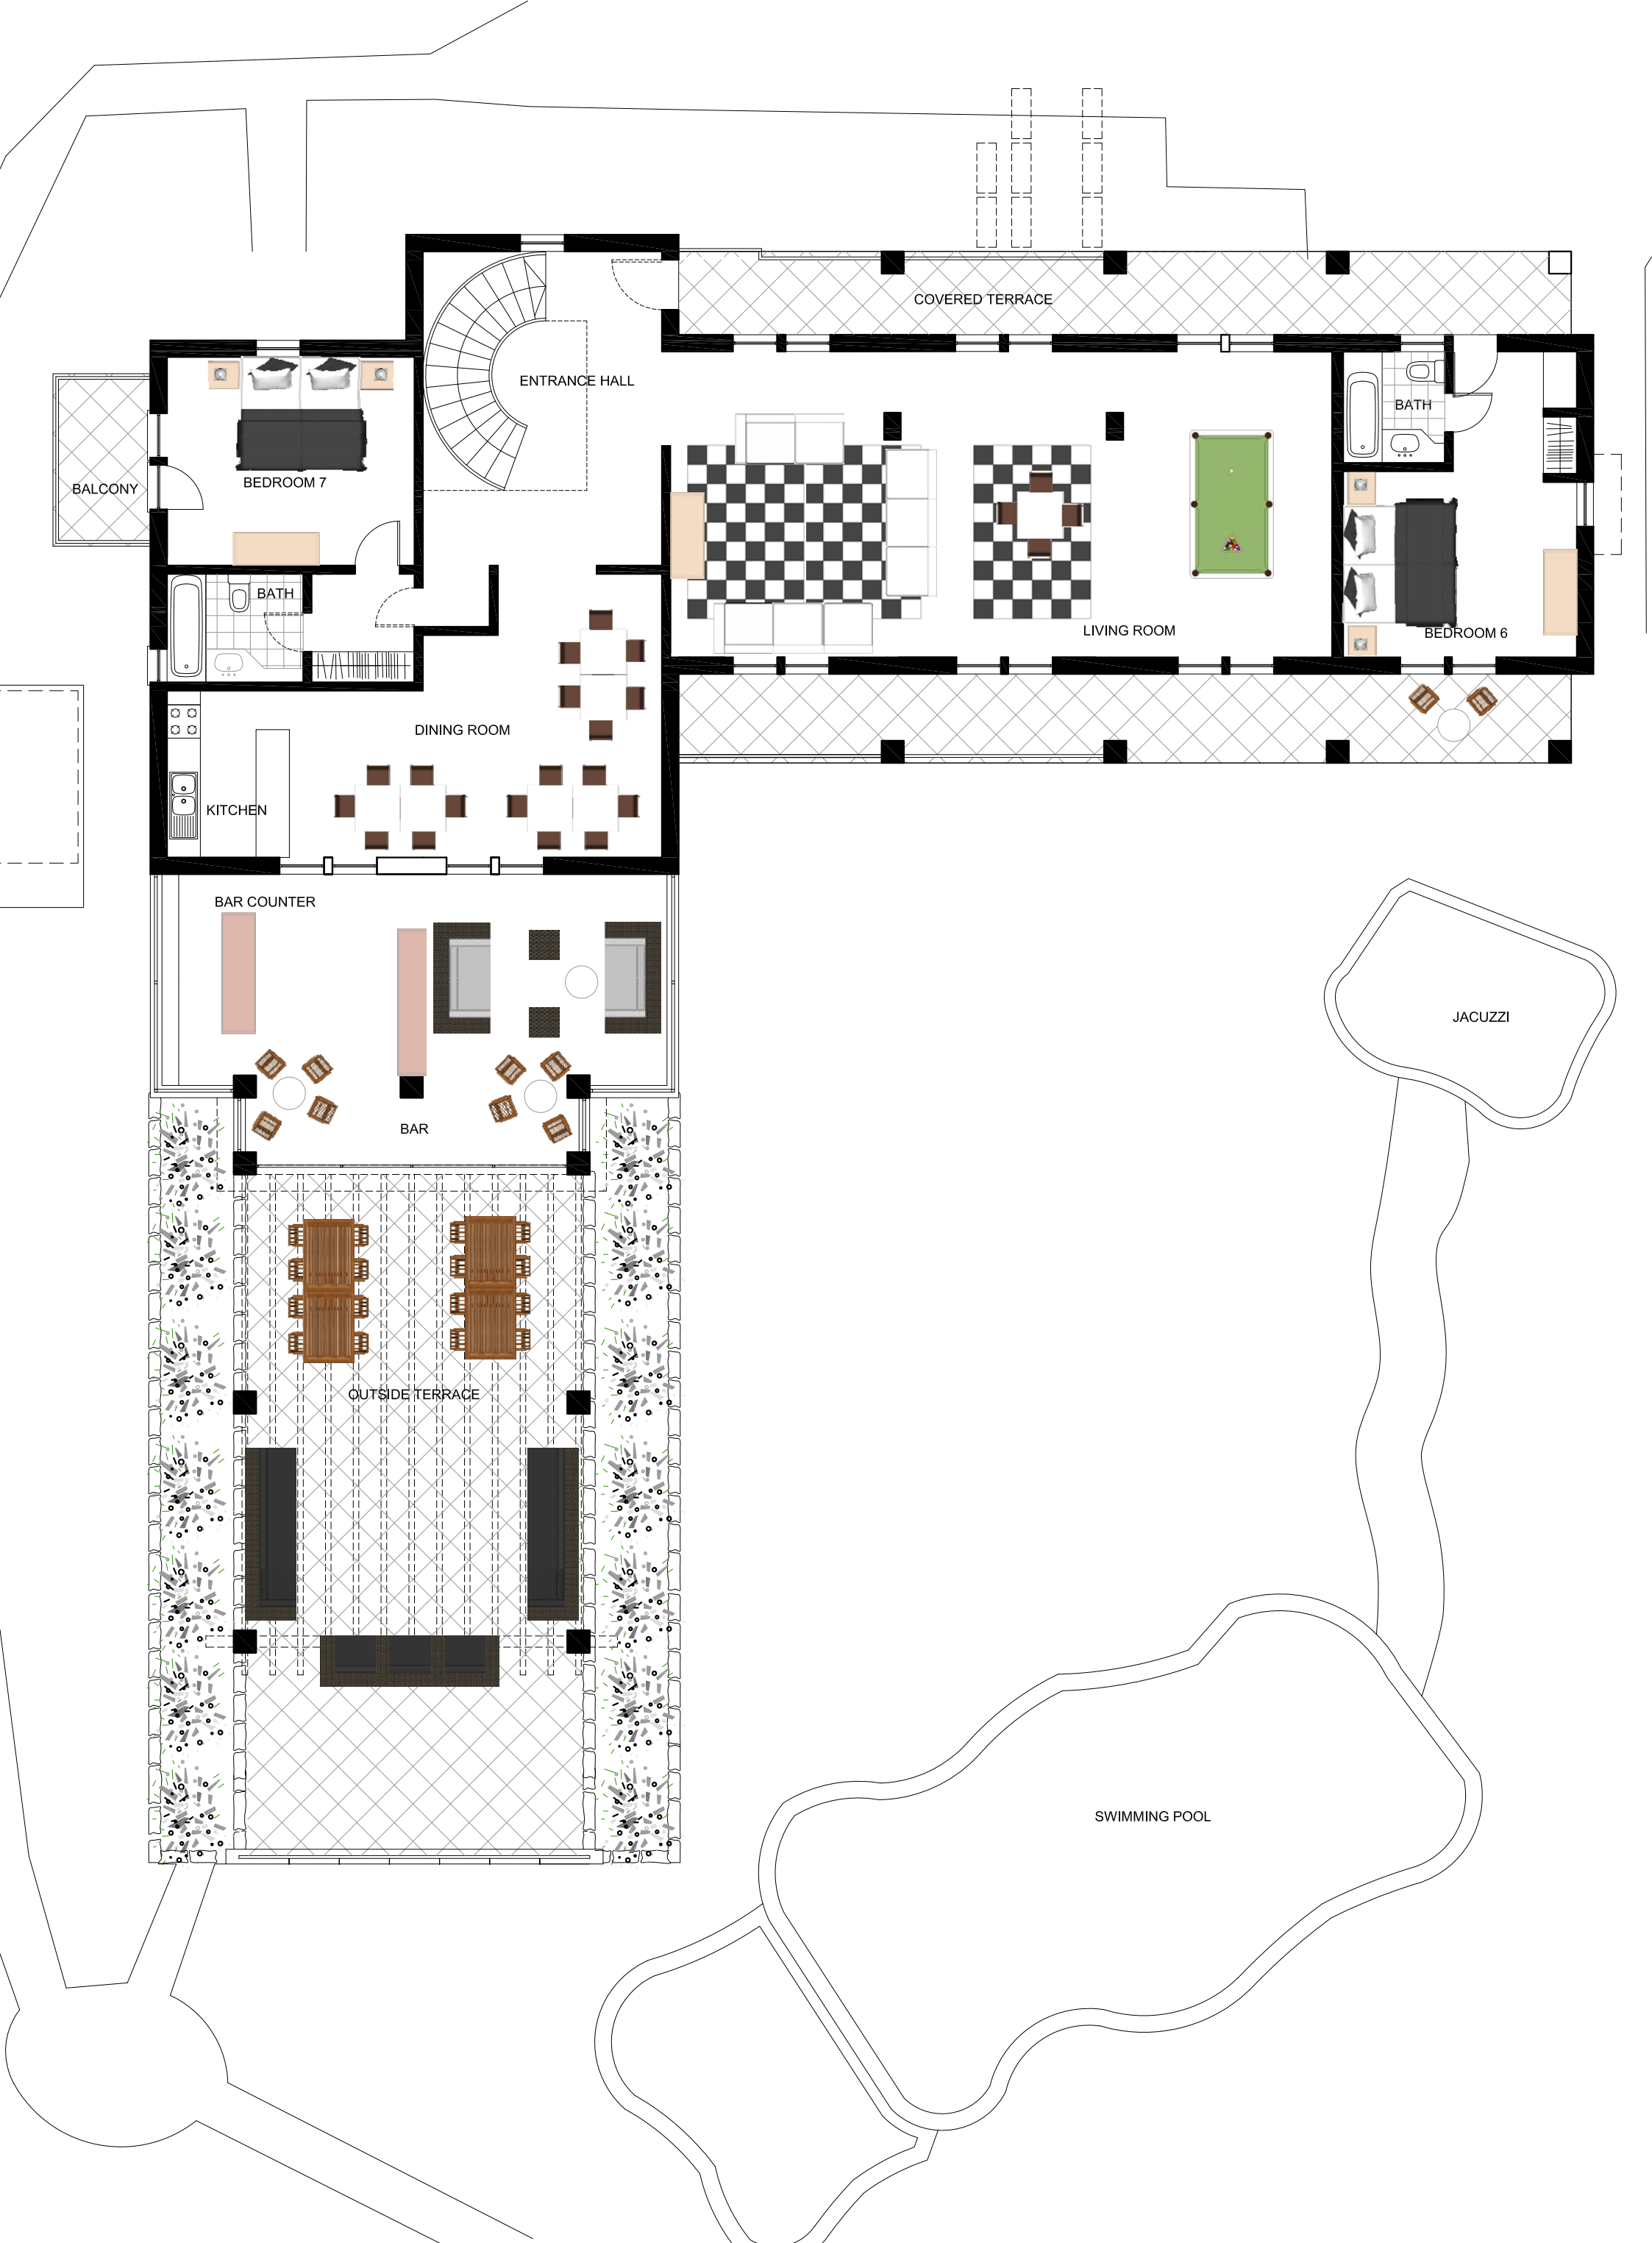 COVERED TERRACE
ENTRANCE HALL
BATH
BEDROOM 7
BALCONY
BATH
LIVING ROOM
BEDROOM 6
DINING ROOM
KITCHEN
BAR COUNTER
JACUZZI
BAR
OUTSIDE TERRACE
SWIMMING POOL